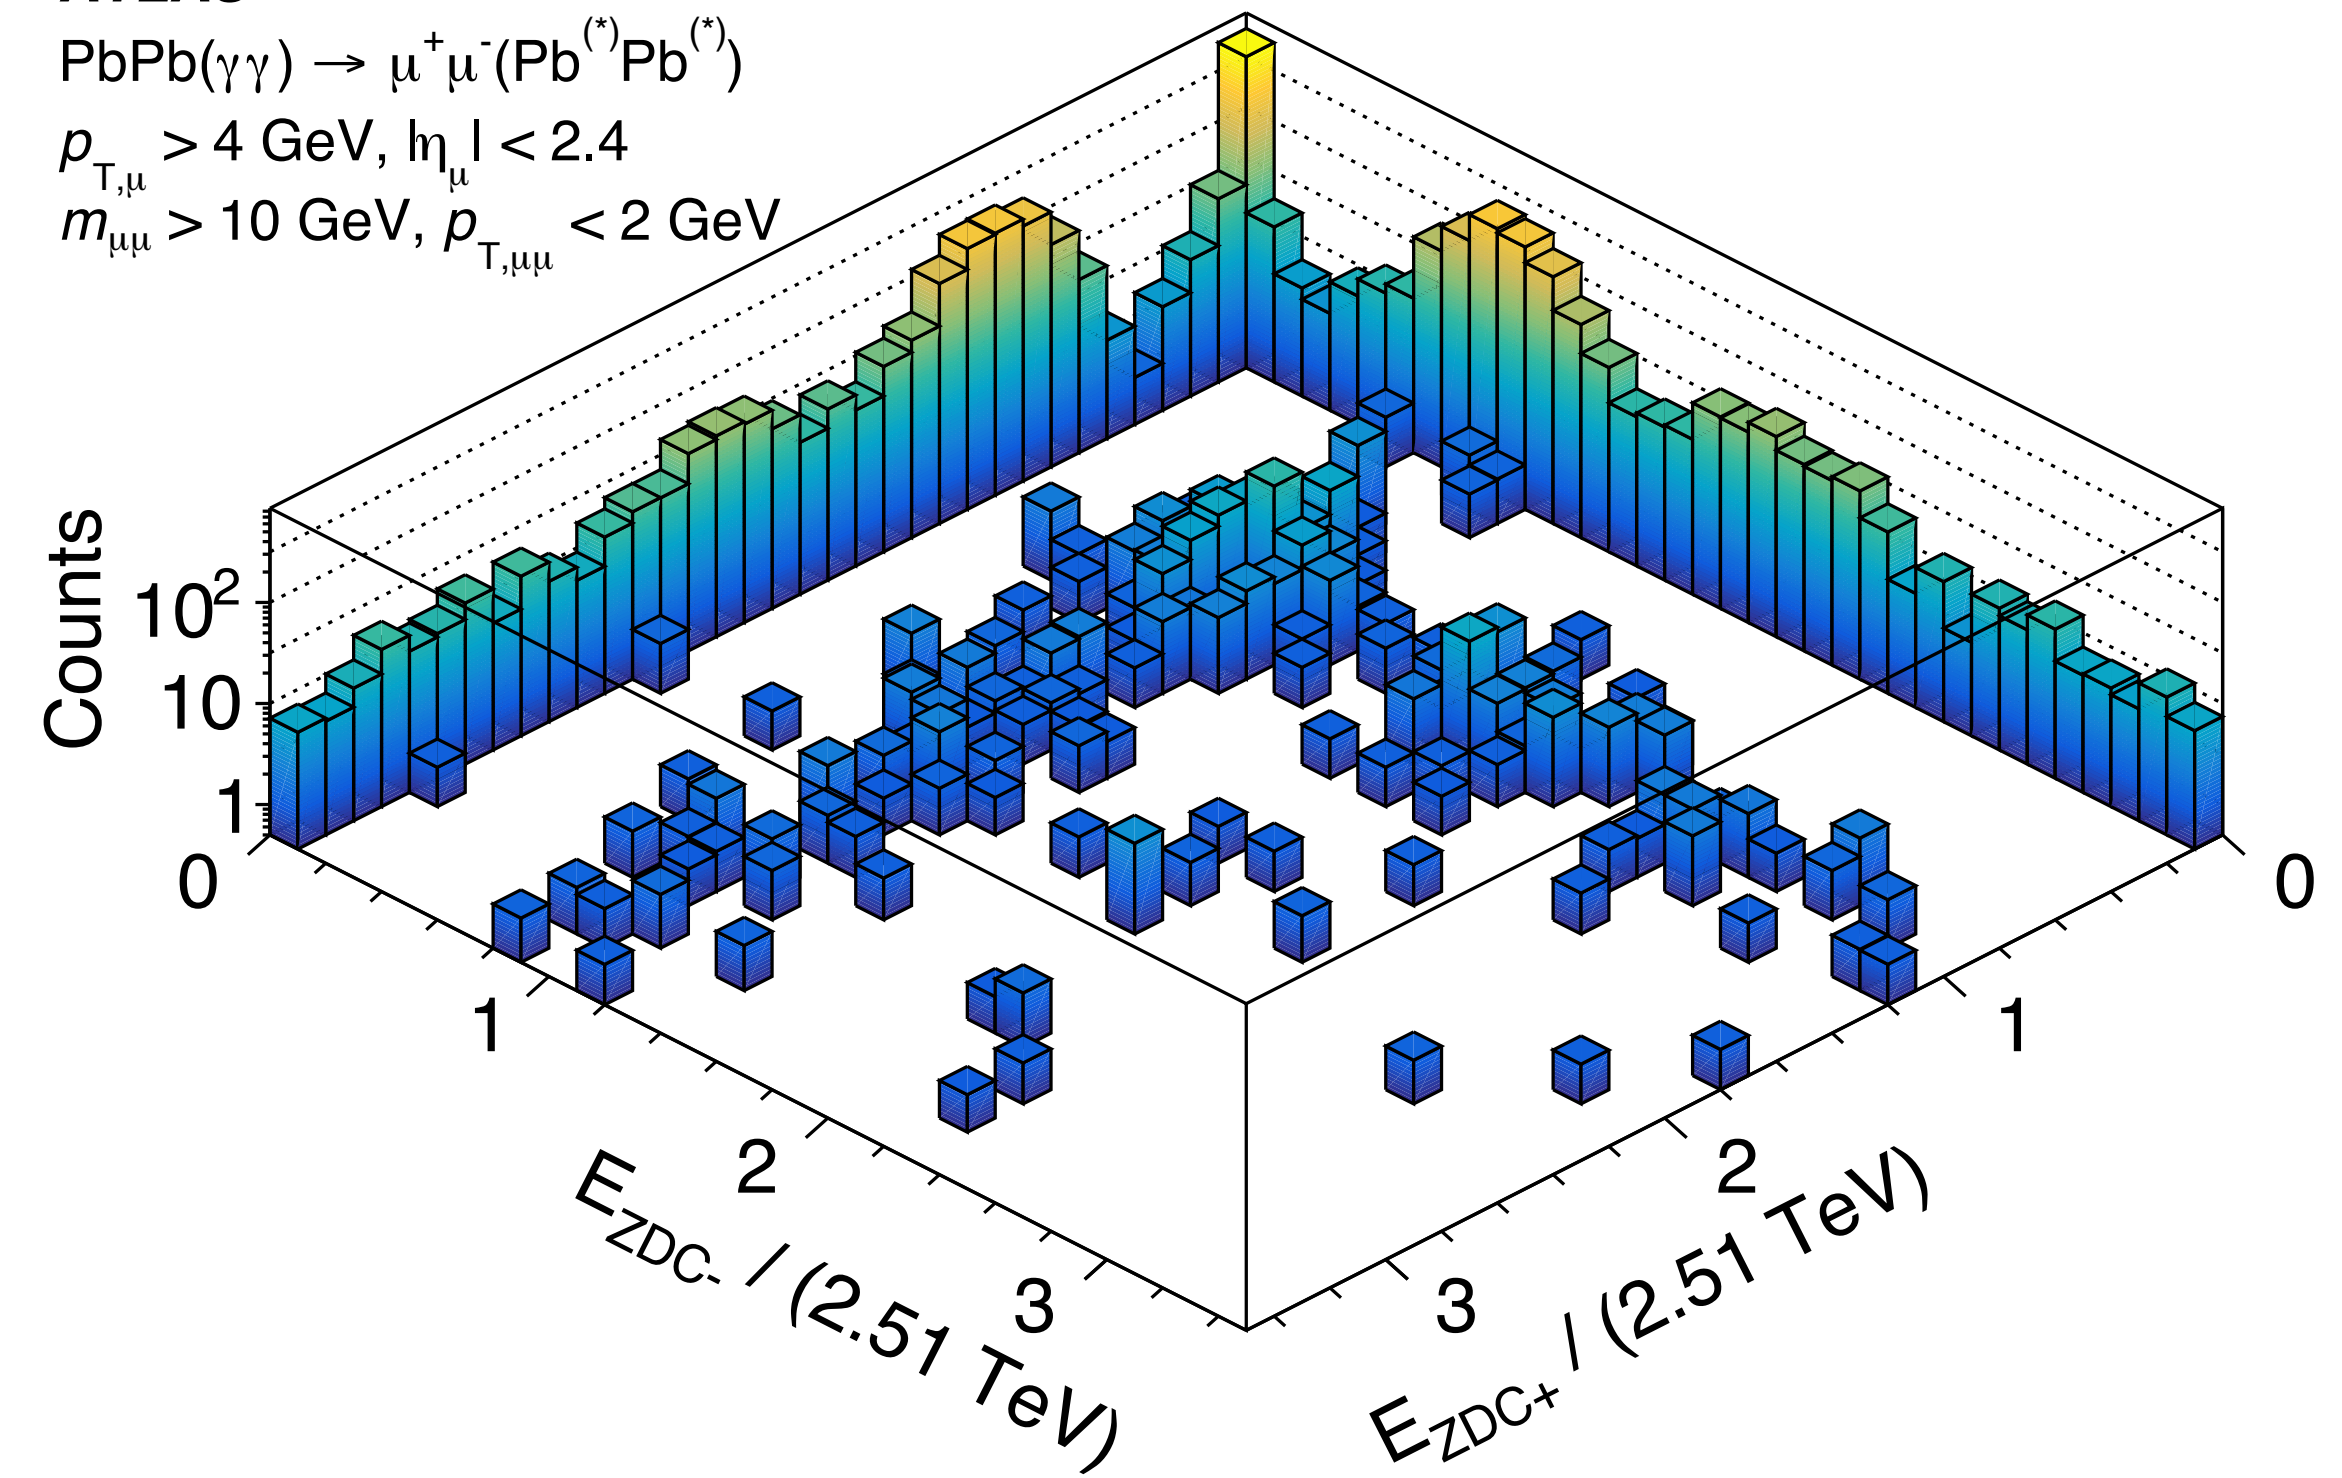 PbPb(γγ) → μ⁺μ⁻(Pb⁽*⁾Pb⁽*⁾)
p_T,μ > 4 GeV, |η_μ| < 2.4
m_μμ > 10 GeV, p_T,μμ < 2 GeV
Counts
10²
10
1
0
1
2
3
E_ZDC- / (2.51 TeV)
0
1
2
3
E_ZDC+ / (2.51 TeV)